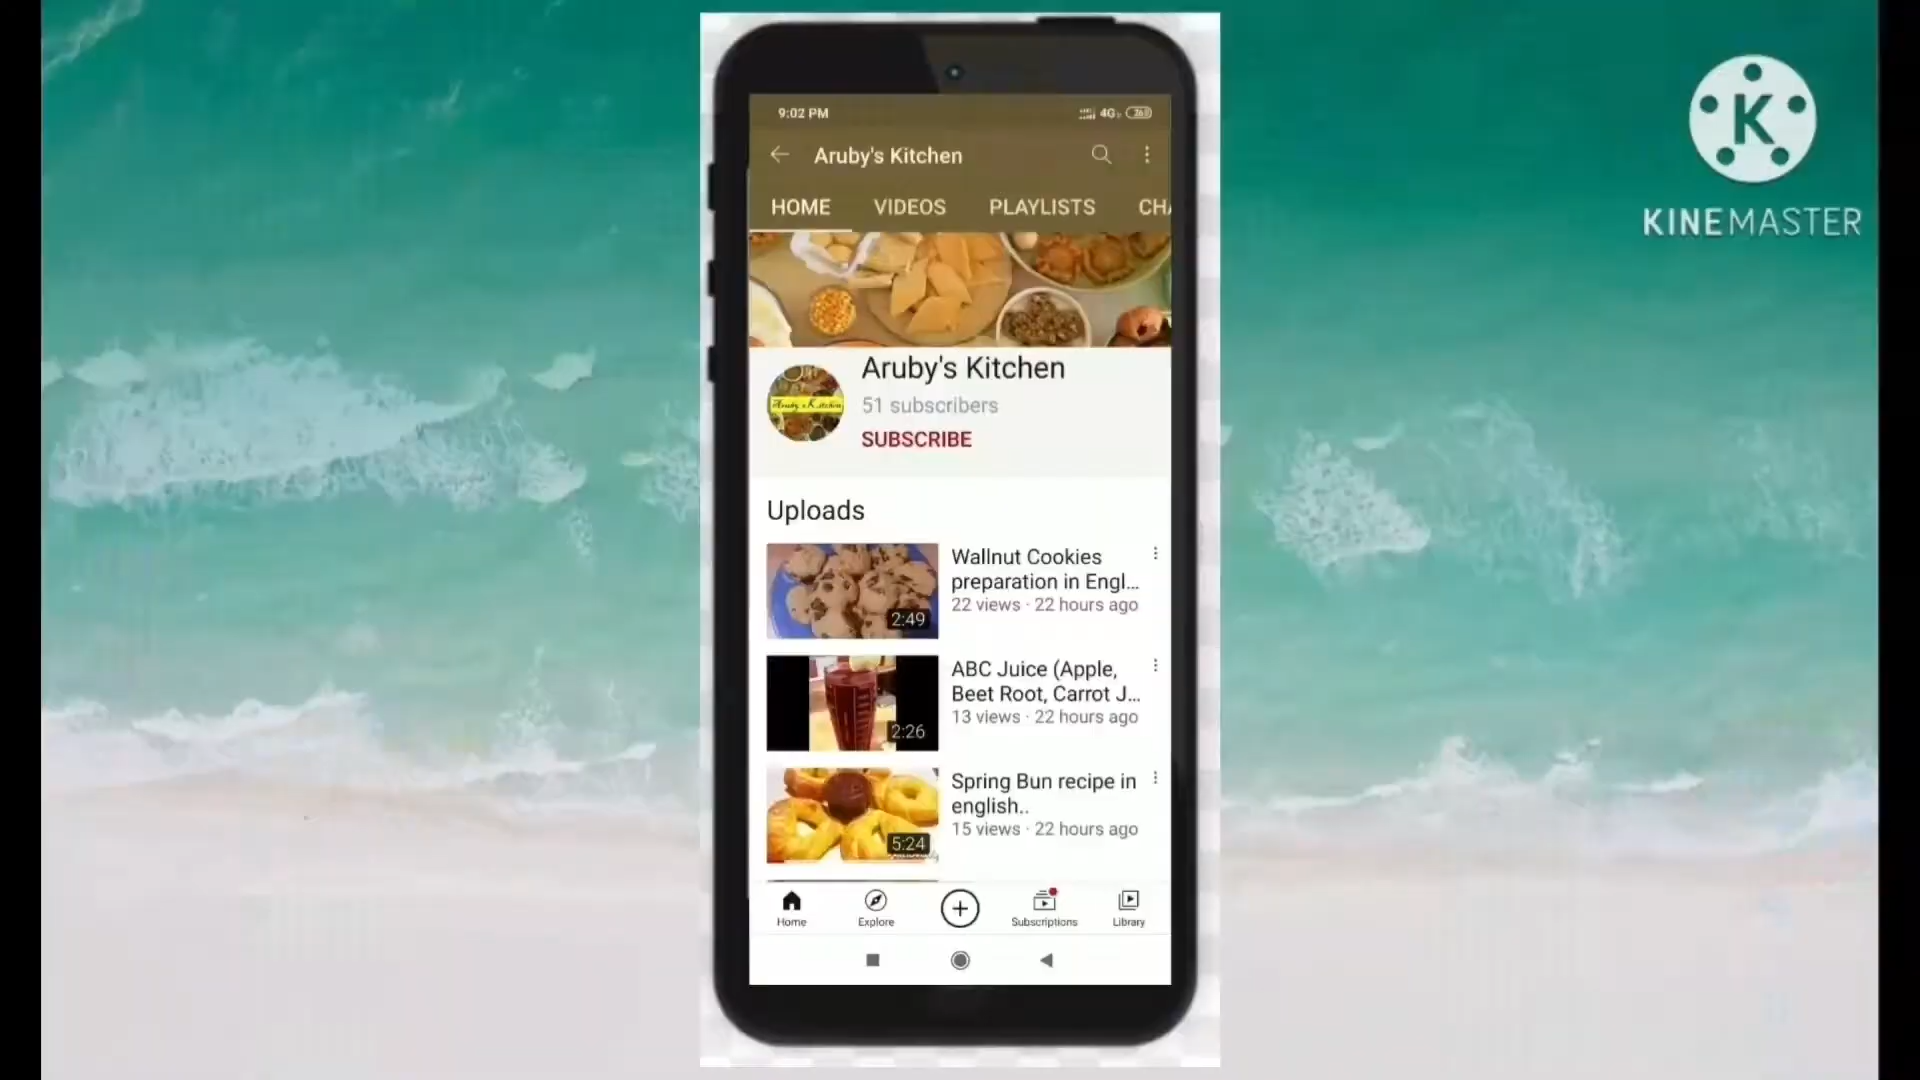 KINEMASTER
9:02 PM
4G
Aruby's Kitchen
HOME VIDEOS PLAYLISTS CHA
Aruby's Kitchen
51 subscribers
SUBSCRIBE
Uploads
Wallnut Cookies
preparation in Engl...
22 views · 22 hours ago
2:49
ABC Juice (Apple,
Beet Root, Carrot J...
13 views · 22 hours ago
2:26
Spring Bun recipe in
english..
15 views · 22 hours ago
5:24
Home Explore Subscriptions Library